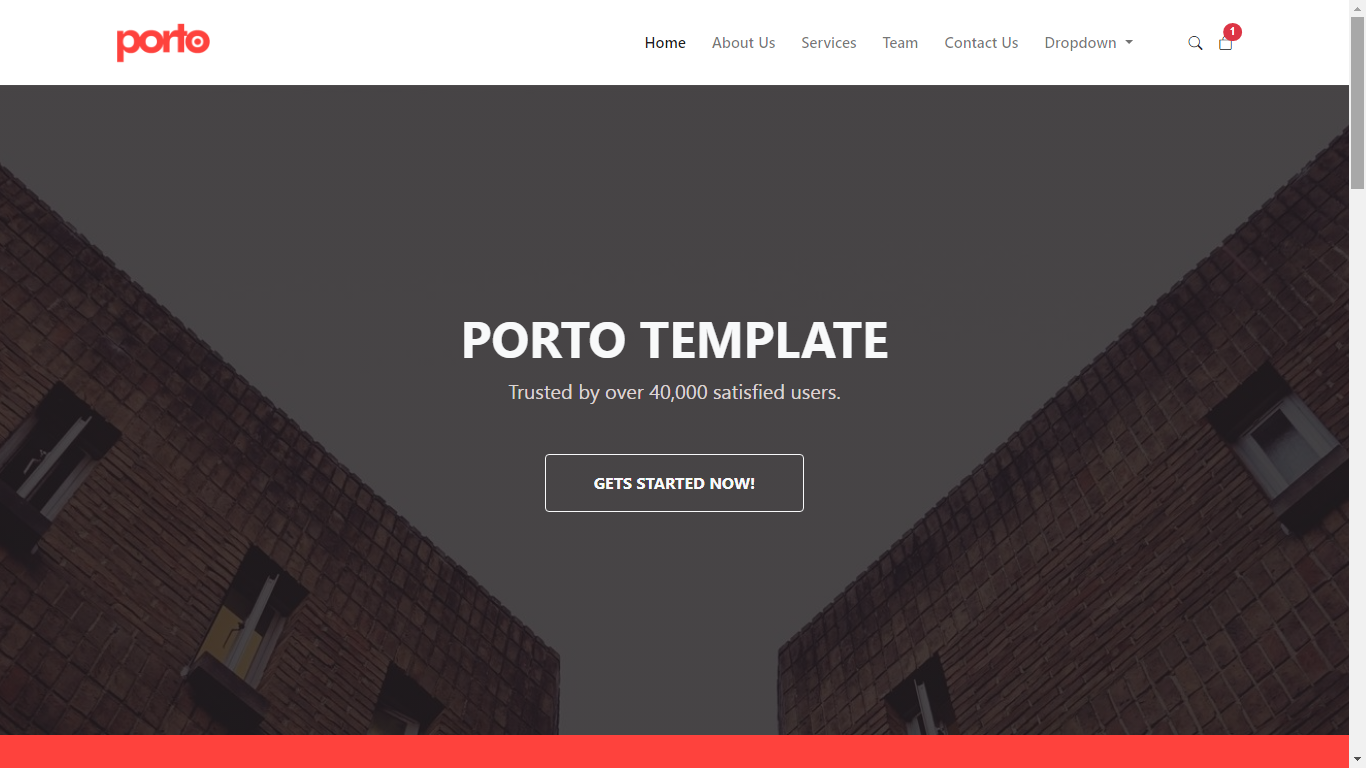 porto
Home About Us Services Team Contact Us Dropdown
1
PORTO TEMPLATE
Trusted by over 40,000 satisfied users.
GETS STARTED NOW!